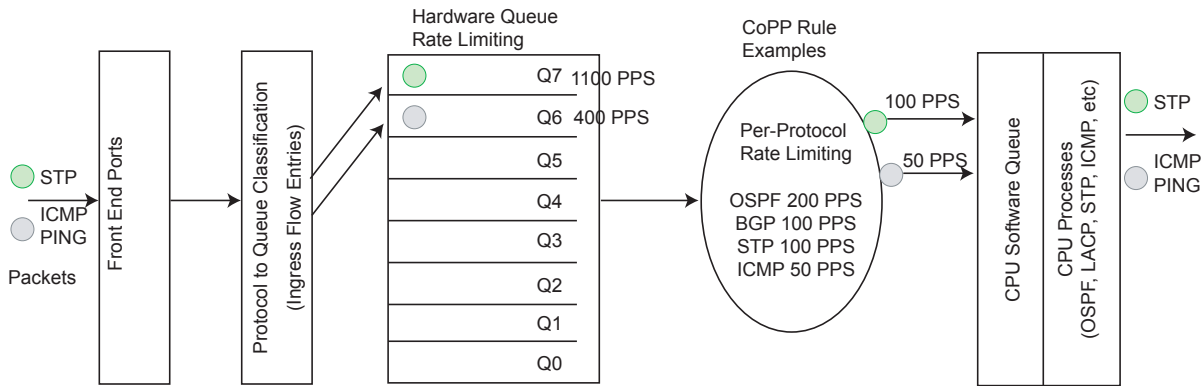 STP
ICMP
PING
Packets
Front End Ports
Protocol to Queue Classification
(Ingress Flow Entries)
Hardware Queue
Rate Limiting
Q7 1100 PPS
Q6 400 PPS
Q5
Q4
Q3
Q2
Q1
Q0
CoPP Rule
Examples
Per-Protocol
Rate Limiting
OSPF 200 PPS
BGP 100 PPS
STP 100 PPS
ICMP 50 PPS
100 PPS
50 PPS
CPU Software Queue
CPU Processes
(OSPF, LACP, STP, ICMP, etc)
STP
ICMP
PING